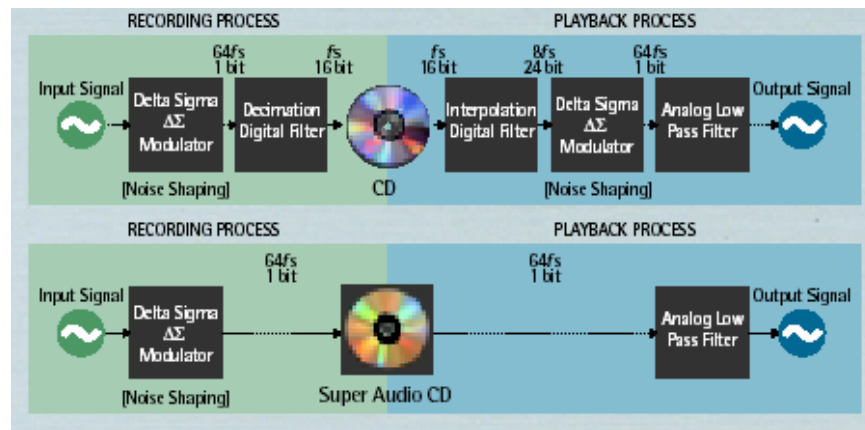 RECORDING PROCESS
PLAYBACK PROCESS
64fs
1 bit
fs
16 bit
fs
16 bit
8fs
24 bit
64fs
1 bit
Input Signal
Delta Sigma
ΔΣ
Modulator
Decimation
Digital Filter
Interpolation
Digital Filter
Delta Sigma
ΔΣ
Modulator
Analog Low
Pass Filter
Output Signal
[Noise Shaping]
CD
[Noise Shaping]
RECORDING PROCESS
PLAYBACK PROCESS
64fs
1 bit
64fs
1 bit
Input Signal
Delta Sigma
ΔΣ
Modulator
Analog Low
Pass Filter
Output Signal
[Noise Shaping]
Super Audio CD